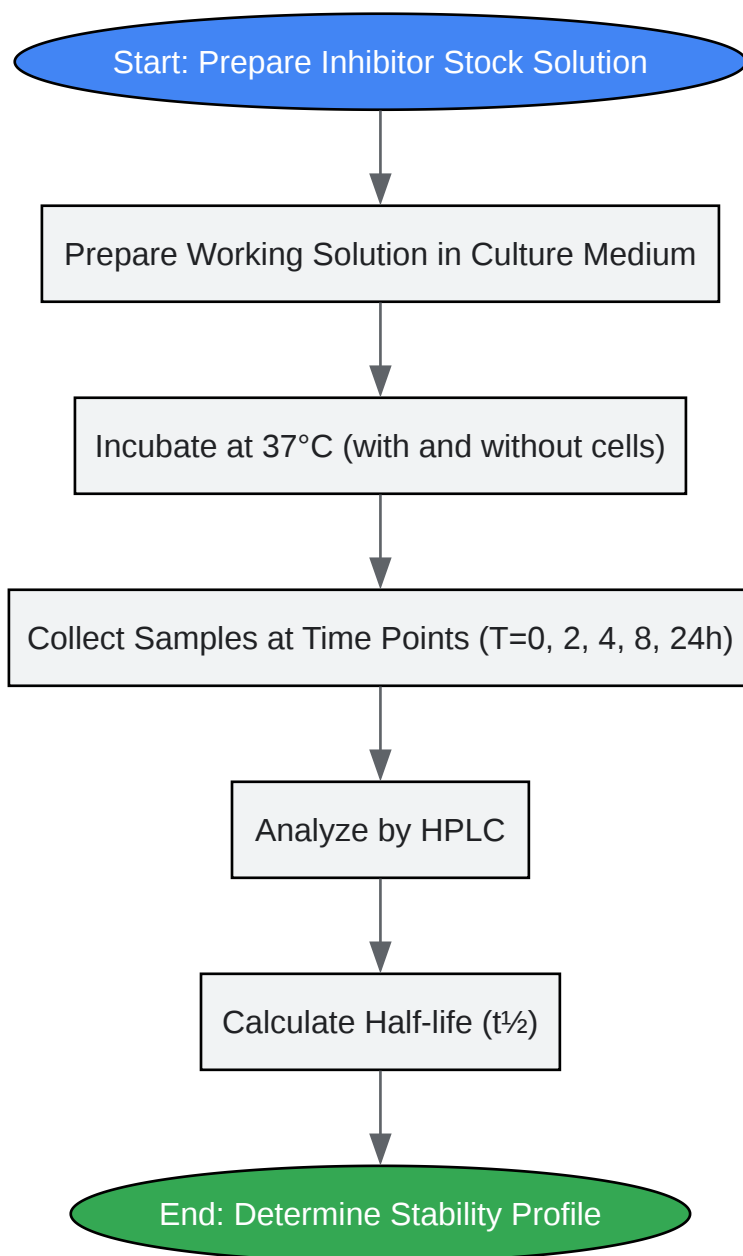 Start: Prepare Inhibitor Stock Solution
Prepare Working Solution in Culture Medium
Incubate at 37°C (with and without cells)
Collect Samples at Time Points (T=0, 2, 4, 8, 24h)
Analyze by HPLC
Calculate Half-life (t½)
End: Determine Stability Profile